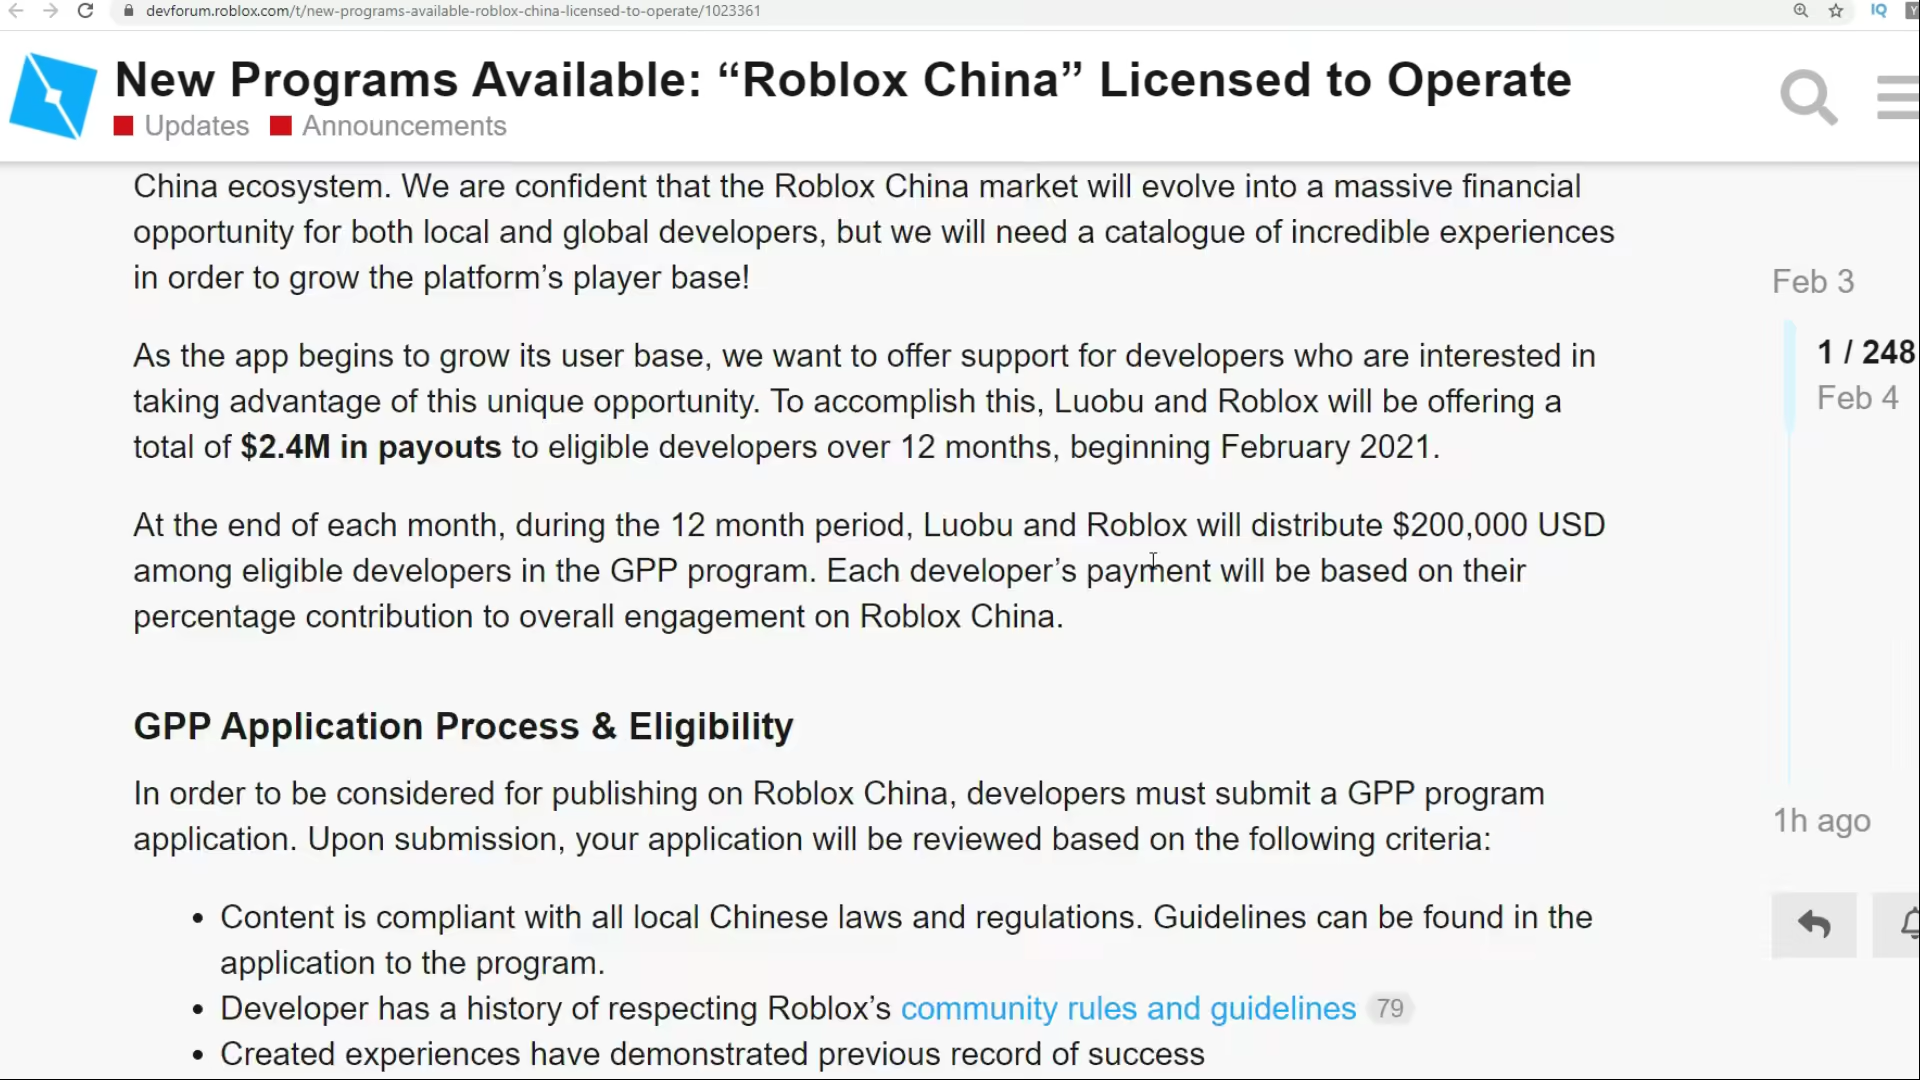 devforum.roblox.com/t/new-programs-available-roblox-china-licensed-to-operate/1023361
IQ
Y
New Programs Available: “Roblox China” Licensed to Operate
Updates Announcements
China ecosystem. We are confident that the Roblox China market will evolve into a massive financial
opportunity for both local and global developers, but we will need a catalogue of incredible experiences
in order to grow the platform’s player base!
As the app begins to grow its user base, we want to offer support for developers who are interested in
taking advantage of this unique opportunity. To accomplish this, Luobu and Roblox will be offering a
total of $2.4M in payouts to eligible developers over 12 months, beginning February 2021.
At the end of each month, during the 12 month period, Luobu and Roblox will distribute $200,000 USD
among eligible developers in the GPP program. Each developer’s payment will be based on their
percentage contribution to overall engagement on Roblox China.
GPP Application Process & Eligibility
In order to be considered for publishing on Roblox China, developers must submit a GPP program
application. Upon submission, your application will be reviewed based on the following criteria:
• Content is compliant with all local Chinese laws and regulations. Guidelines can be found in the
application to the program.
• Developer has a history of respecting Roblox’s community rules and guidelines 79
• Created experiences have demonstrated previous record of success
Feb 3
1 / 248
Feb 4
1h ago